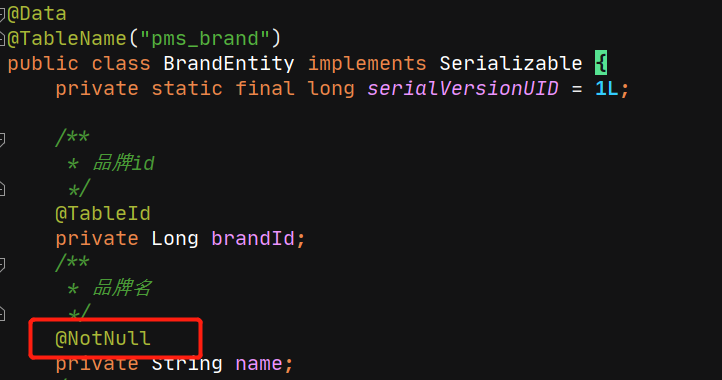 @Data
@TableName("pms_brand")
public class BrandEntity implements Serializable {
    private static final long serialVersionUID = 1L;

    /**
     * 品牌id
     */
    @TableId
    private Long brandId;
    /**
     * 品牌名
     */
    @NotNull
    private String name;